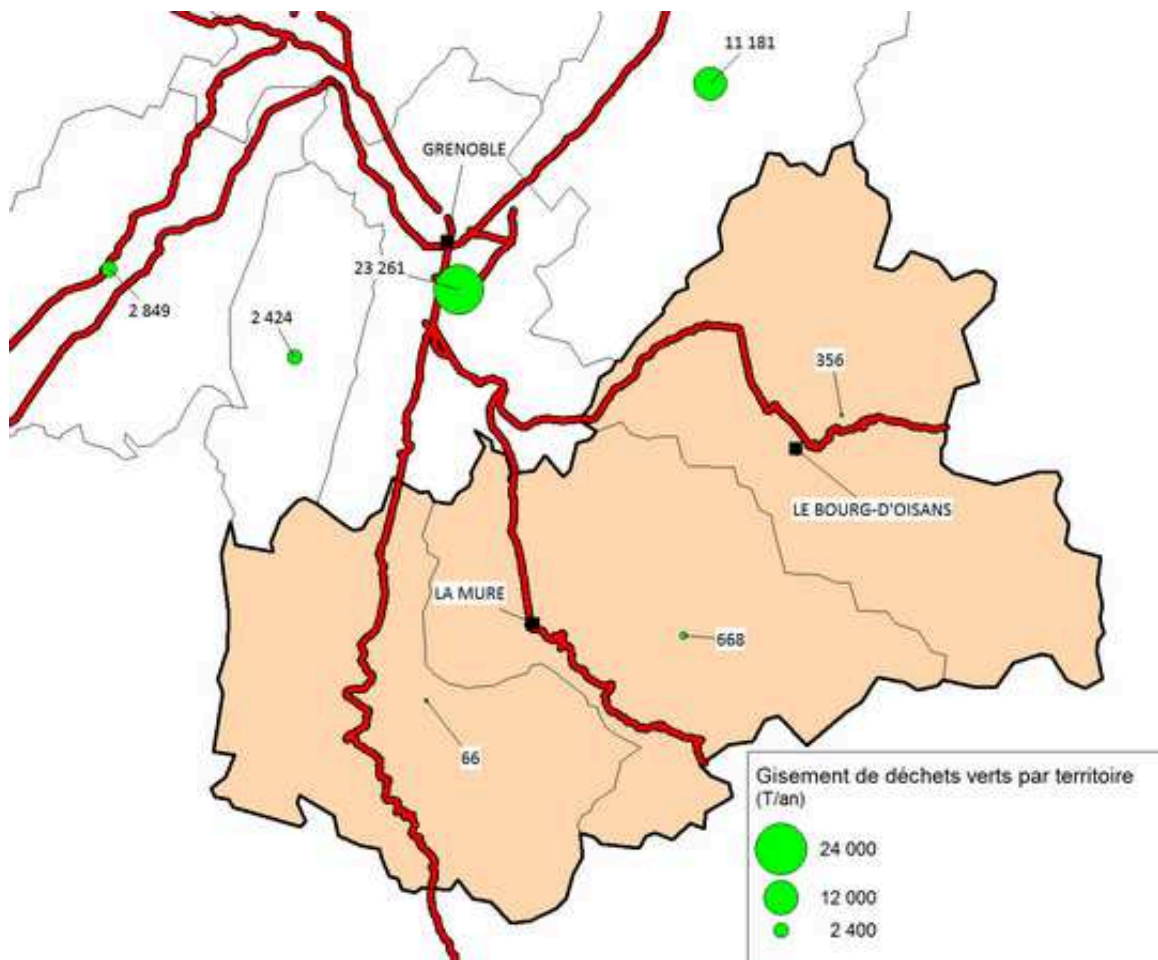 11 181
GRENOBLE
23 261
2 849
2 424
356
LE BOURG-D'OISANS
LA MURE
668
66
Gisement de déchets verts par territoire
(T/an)
24 000
12 000
2 400